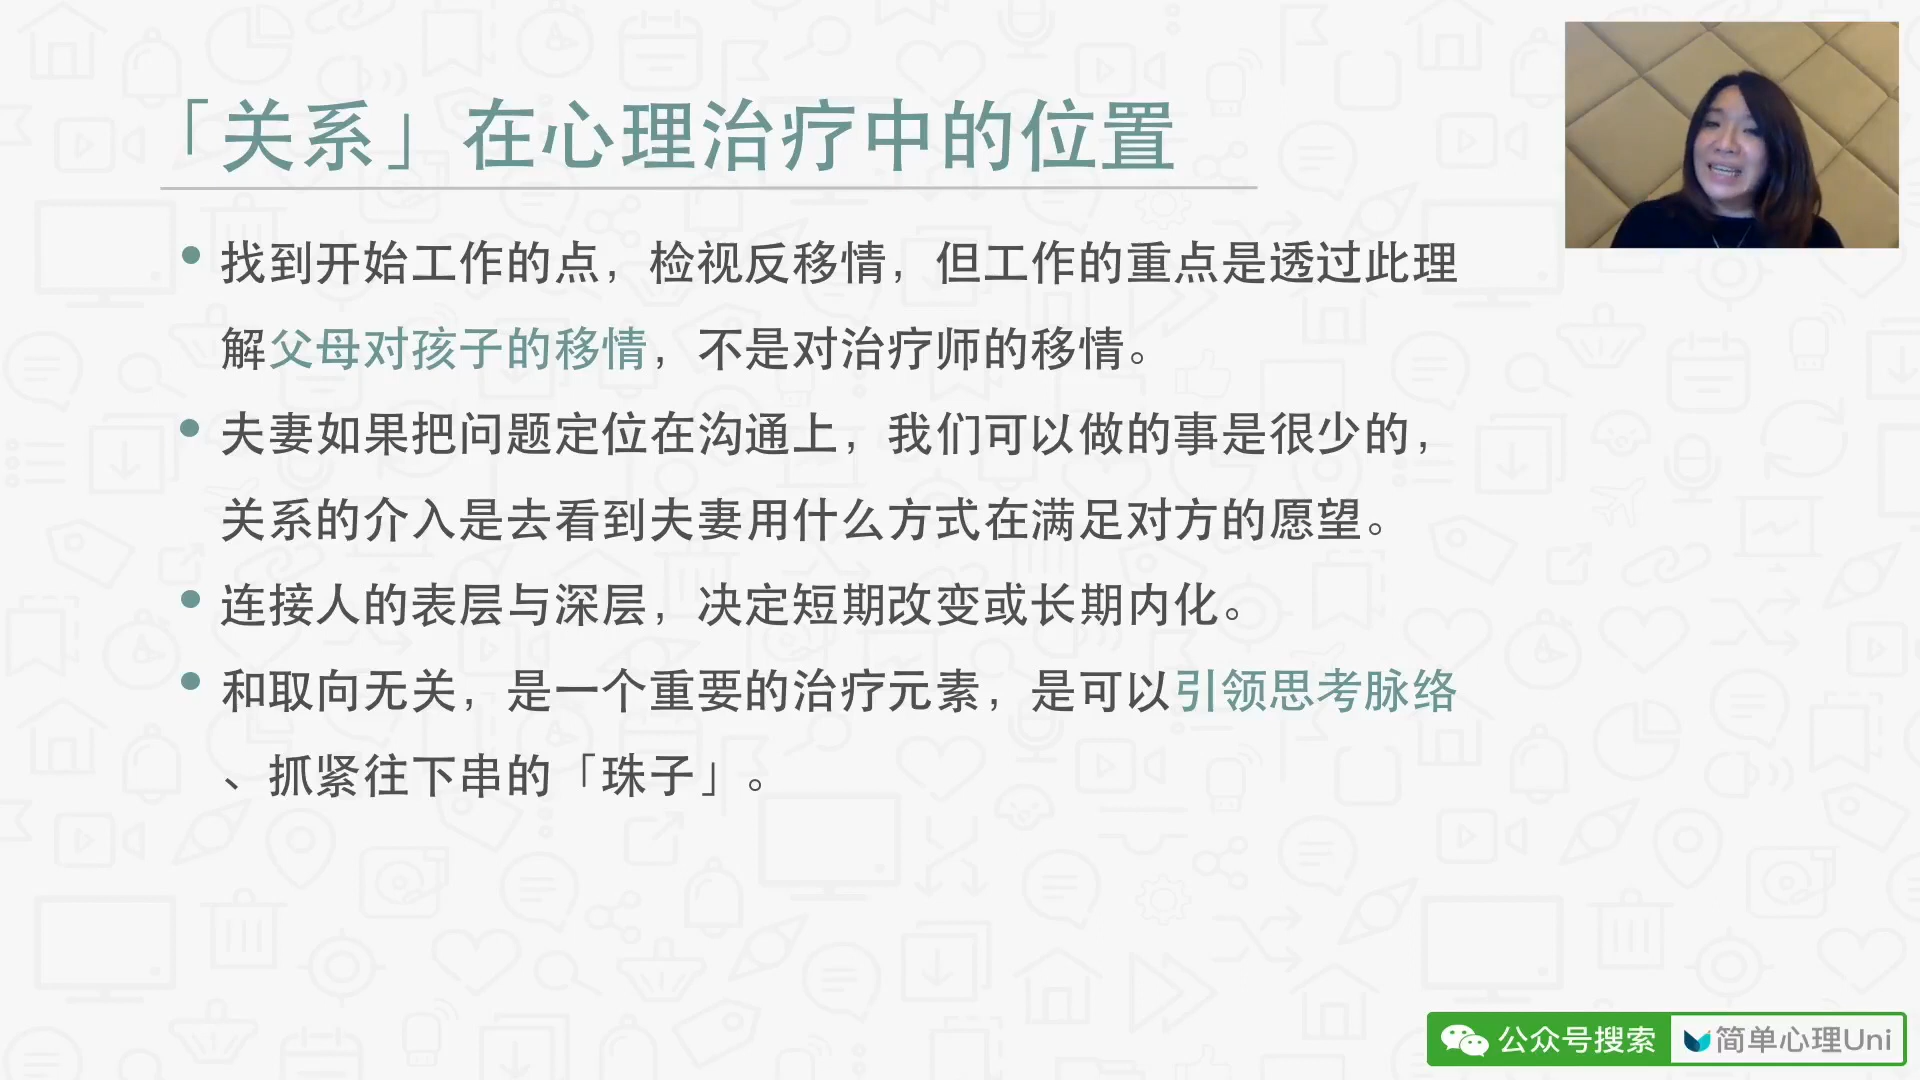 「关系」在心理治疗中的位置
找到开始工作的点，检视反移情，但工作的重点是透过此理
解父母对孩子的移情，不是对治疗师的移情。
夫妻如果把问题定位在沟通上，我们可以做的事是很少的，
关系的介入是去看到夫妻用什么方式在满足对方的愿望。
连接人的表层与深层，决定短期改变或长期内化。
和取向无关，是一个重要的治疗元素，是可以引领思考脉络
、抓紧往下串的「珠子」。
公众号搜索 简单心理Uni